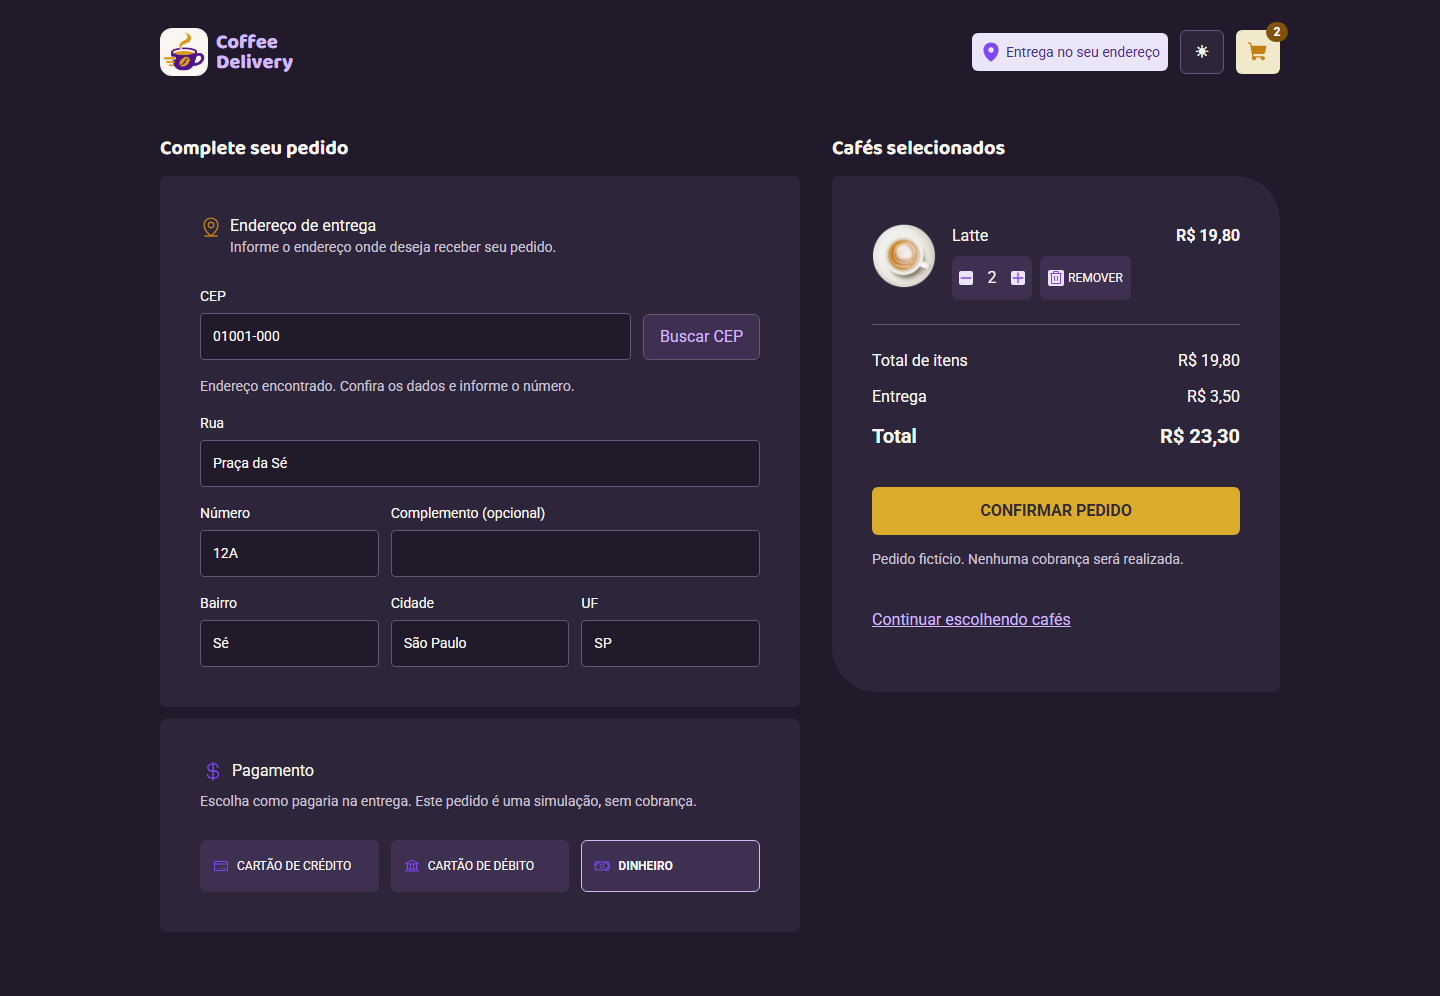 Coffee
Delivery
Entrega no seu endereço
2
Complete seu pedido
Endereço de entrega
Informe o endereço onde deseja receber seu pedido.
CEP
01001-000
Buscar CEP
Endereço encontrado. Confira os dados e informe o número.
Rua
Praça da Sé
Número
Complemento (opcional)
12A
Bairro
Cidade
UF
Sé
São Paulo
SP
Pagamento
Escolha como pagaria na entrega. Este pedido é uma simulação, sem cobrança.
CARTÃO DE CRÉDITO
CARTÃO DE DÉBITO
DINHEIRO
Cafés selecionados
Latte
R$ 19,80
2
REMOVER
Total de itens
R$ 19,80
Entrega
R$ 3,50
Total
R$ 23,30
CONFIRMAR PEDIDO
Pedido fictício. Nenhuma cobrança será realizada.
Continuar escolhendo cafés